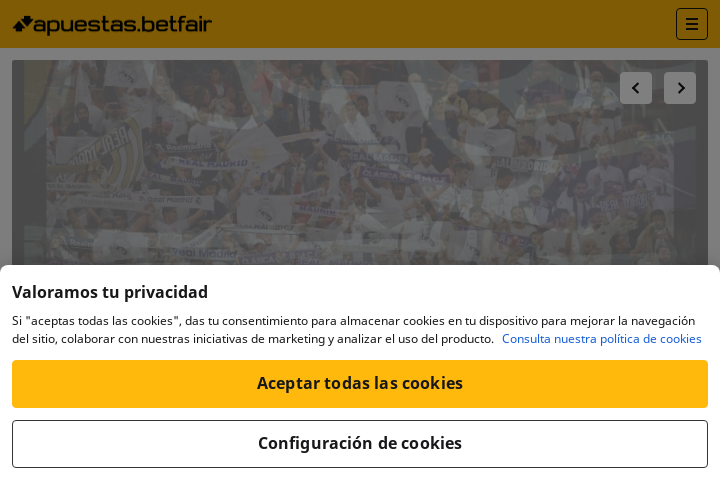 apuestas.betfair
Valoramos tu privacidad
Si "aceptas todas las cookies", das tu consentimiento para almacenar cookies en tu dispositivo para mejorar la navegación
del sitio, colaborar con nuestras iniciativas de marketing y analizar el uso del producto. Consulta nuestra política de cookies
Aceptar todas las cookies
Configuración de cookies